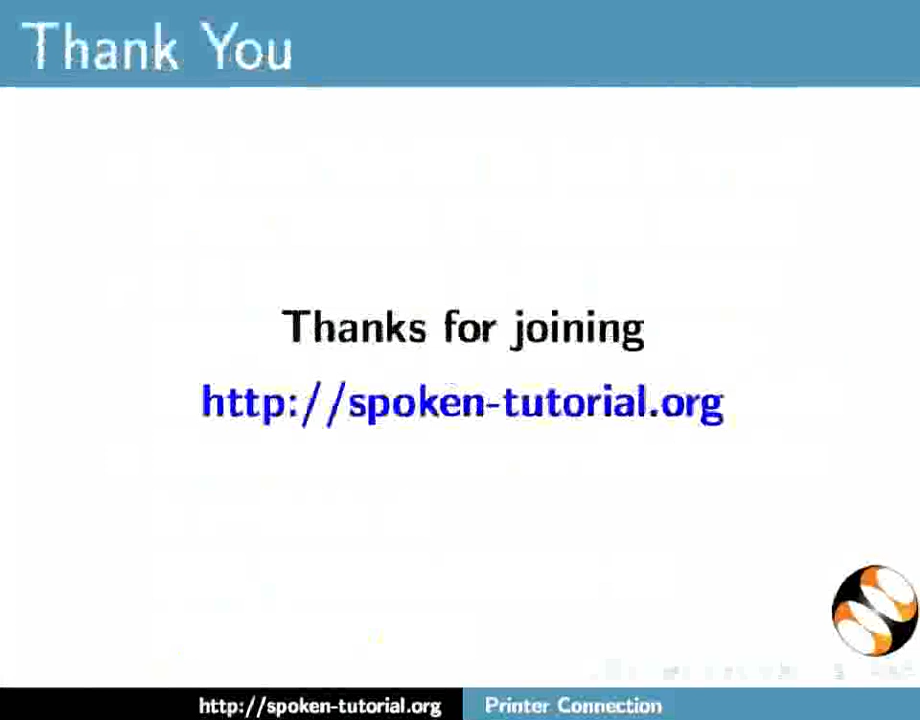 Thank You
Thanks for joining
http://spoken-tutorial.org
http://spoken-tutorial.org Printer Connection